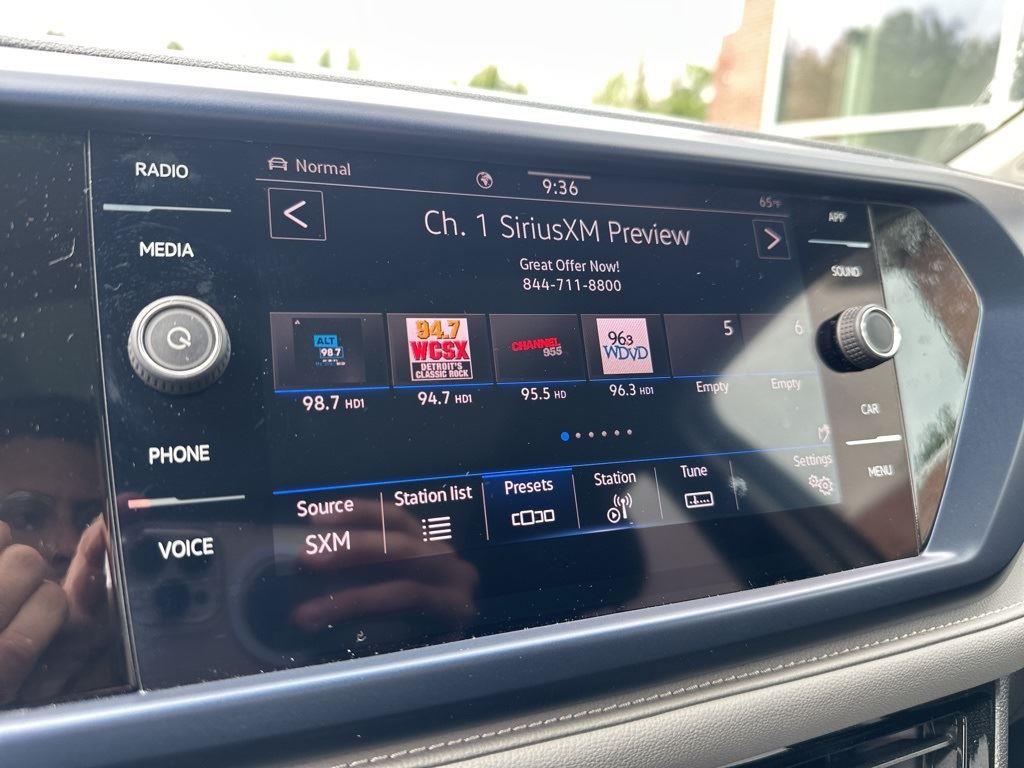 RADIO
MEDIA
PHONE
VOICE
Normal
9:36
65°F
Ch. 1 SiriusXM Preview
Great Offer Now!
844-711-8800
ALT
98.7
94.7
WCSX
DETROIT'S
CLASSIC ROCK
CHANNEL
955
96.3
WDVD
5
6
98.7 HD1
94.7 HD1
95.5 HD
96.3 HD1
Empty
Empty
Source
SXM
Station list
Presets
Station
Tune
Settings
APP
SOUND
CAR
MENU